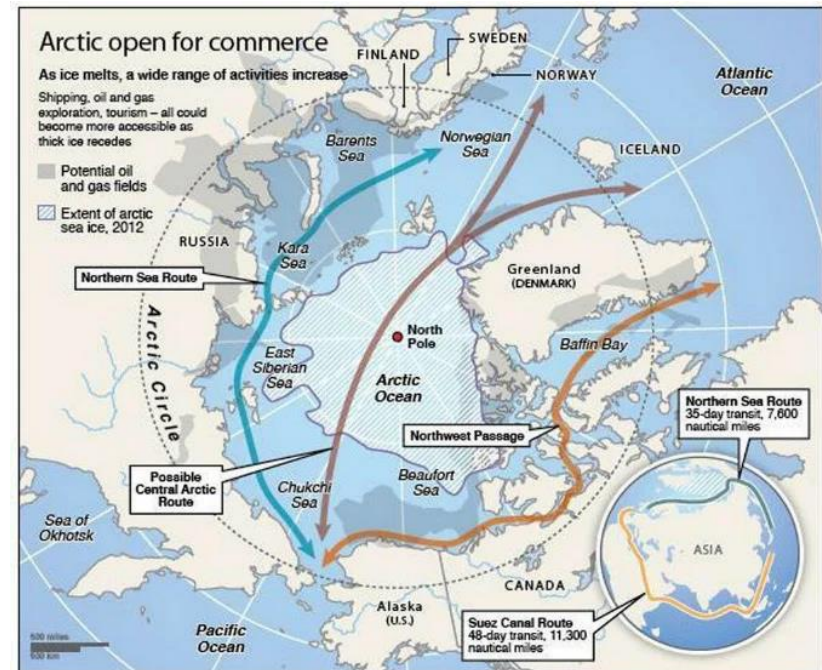 Arctic open for commerce
As ice melts, a wide range of activities increase
Shipping, oil and gas
exploration, tourism – all could
become more accessible as
thick ice recedes
Potential oil
and gas fields
Extent of arctic
sea ice, 2012
FINLAND
SWEDEN
NORWAY
Atlantic
Ocean
Barents
Sea
Norwegian
Sea
ICELAND
RUSSIA
Kara
Sea
Northern Sea Route
Greenland
(DENMARK)
Arctic Circle
North
Pole
Baffin Bay
East
Siberian
Sea
Arctic
Ocean
Northern Sea Route
35-day transit, 7,600
nautical miles
Northwest Passage
Possible
Central Arctic
Route
Chukchi
Sea
Beaufort
Sea
Sea of
Okhotsk
ASIA
CANADA
Alaska
(U.S.)
Suez Canal Route
48-day transit, 11,300
nautical miles
Pacific
Ocean
500 miles
500 km